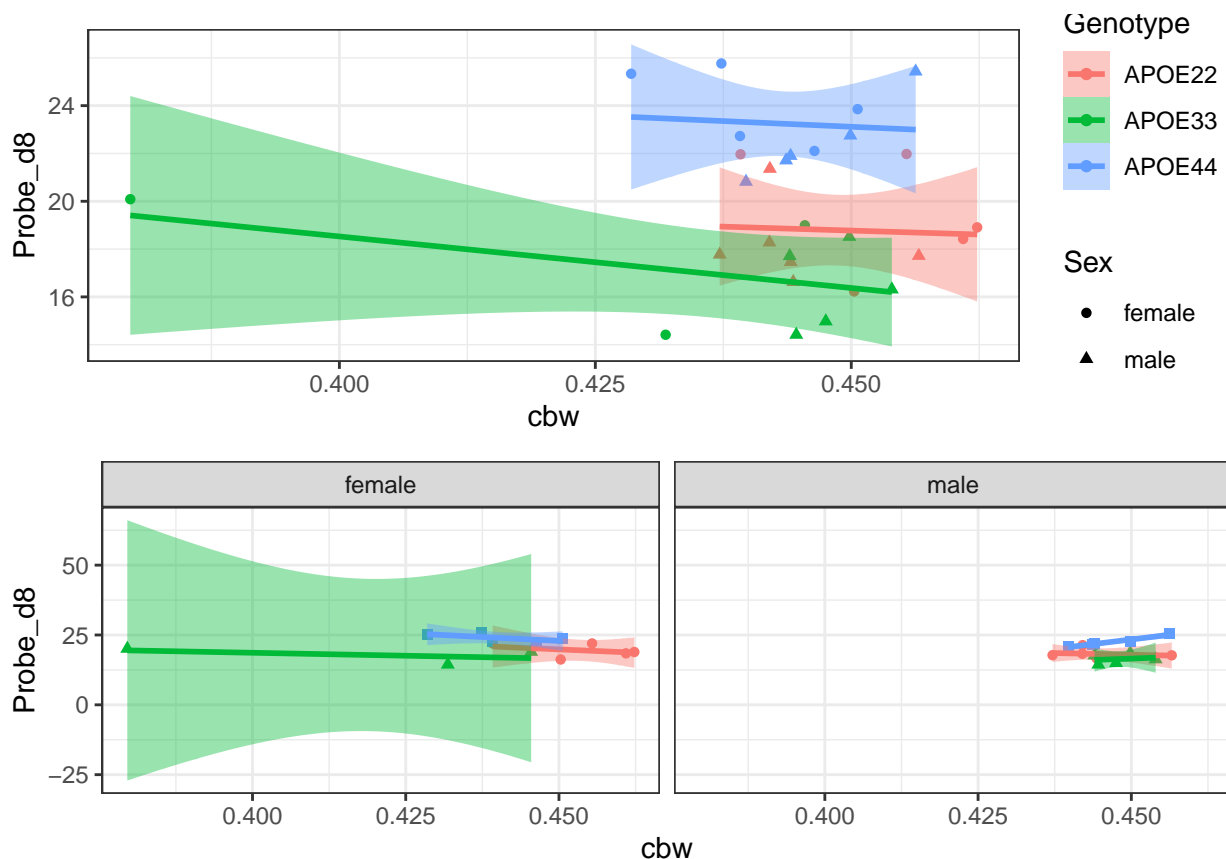 Genotype
APOE22
APOE33
APOE44
Sex
female
male
24
20
16
Probe_d8
0.400 0.425 0.450
cbw
female male
50
25
0
−25
Probe_d8
0.400 0.425 0.450 0.400 0.425 0.450
cbw